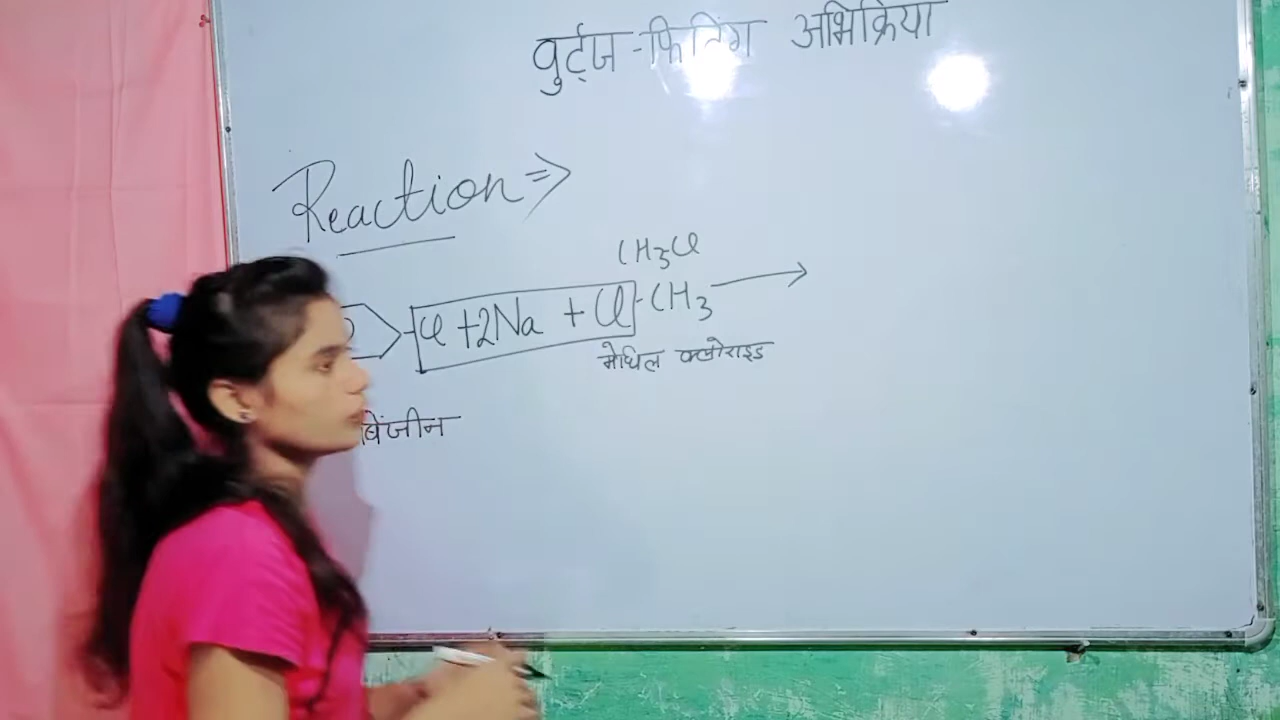 वुर्ट्ज-फिटिग अभिक्रिया
Reaction ⇒
CH3Cl
Cl +2Na + Cl -CH3 →
मेथिल क्लोराइड
बेंजीन